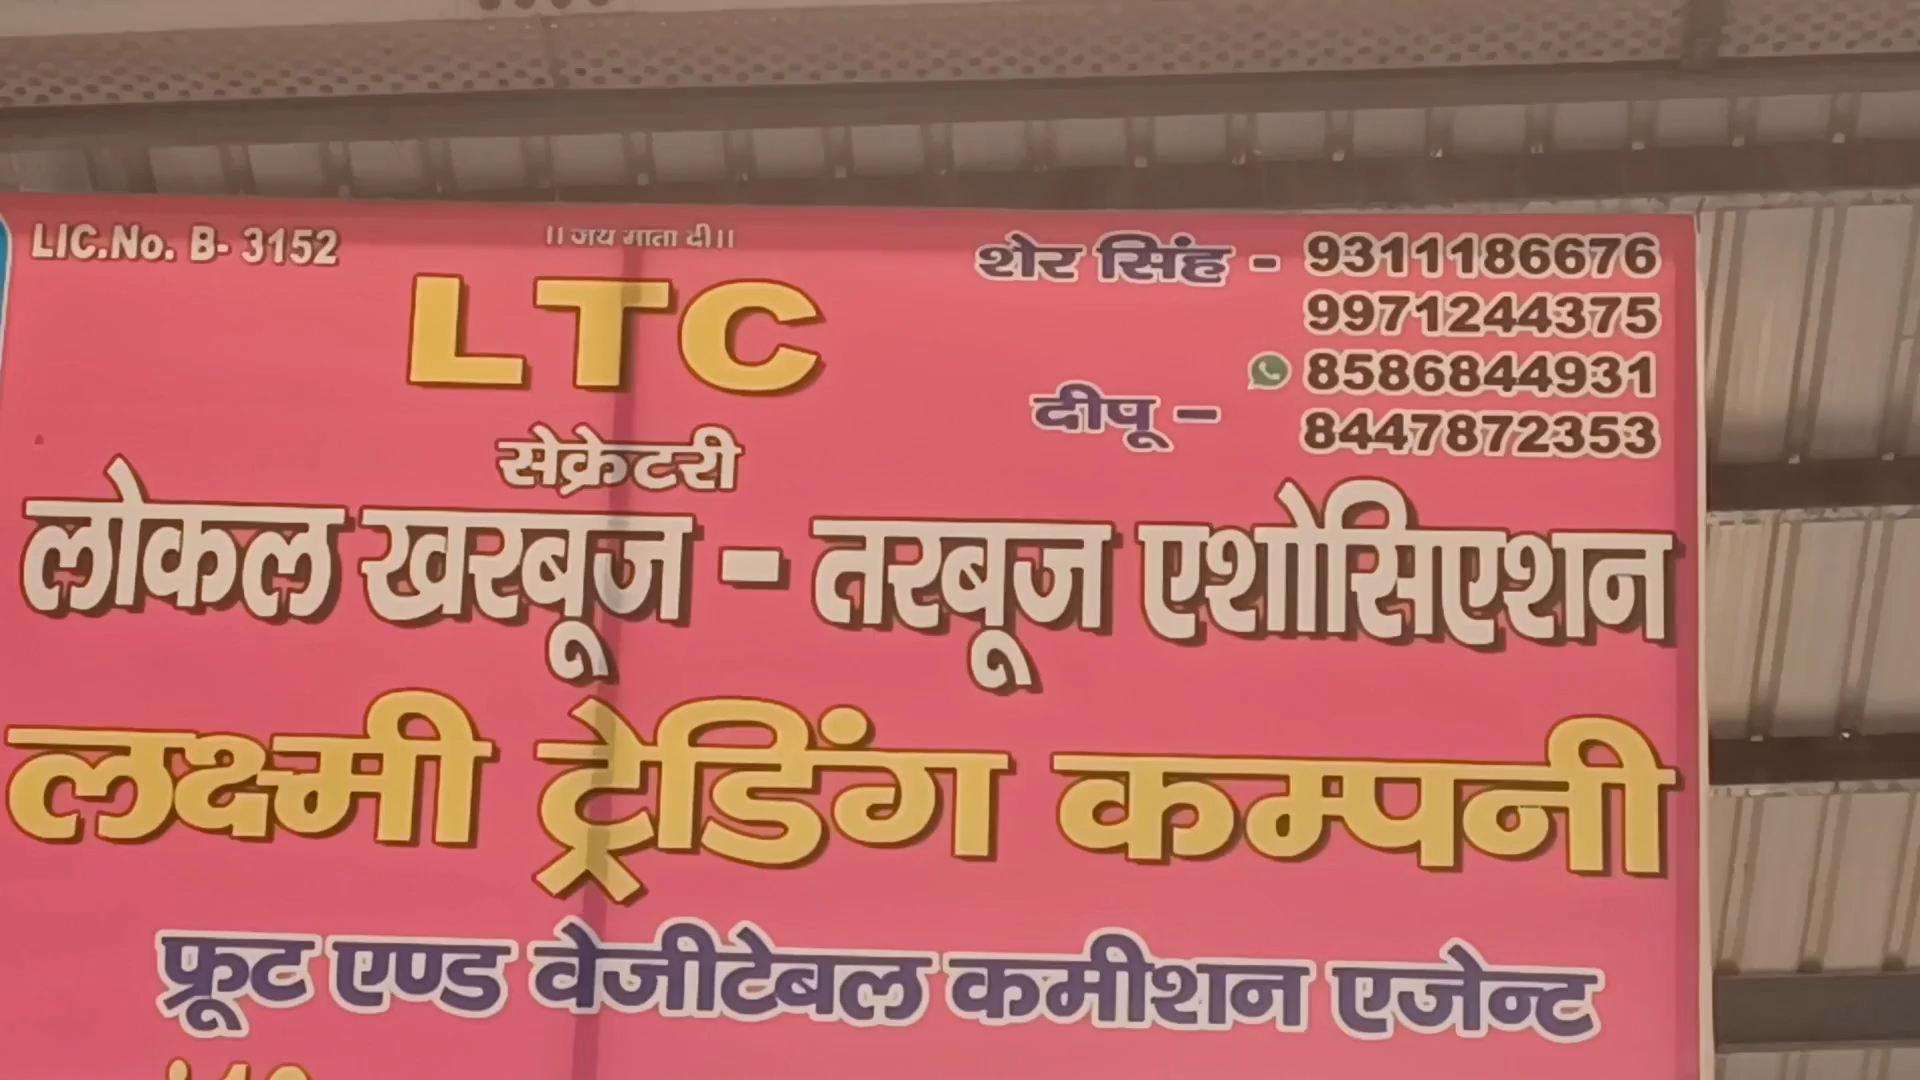 LIC.No. B- 3152
।। जय माता दी ।।
LTC
शेर सिंह - 9311186676
9971244375
8586844931
दीपू - 8447872353
सेक्रेटरी
लोकल खरबूज - तरबूज एशोसिएशन
लक्ष्मी ट्रेडिंग कम्पनी
फ्रूट एण्ड वेजीटेबल कमीशन एजेन्ट